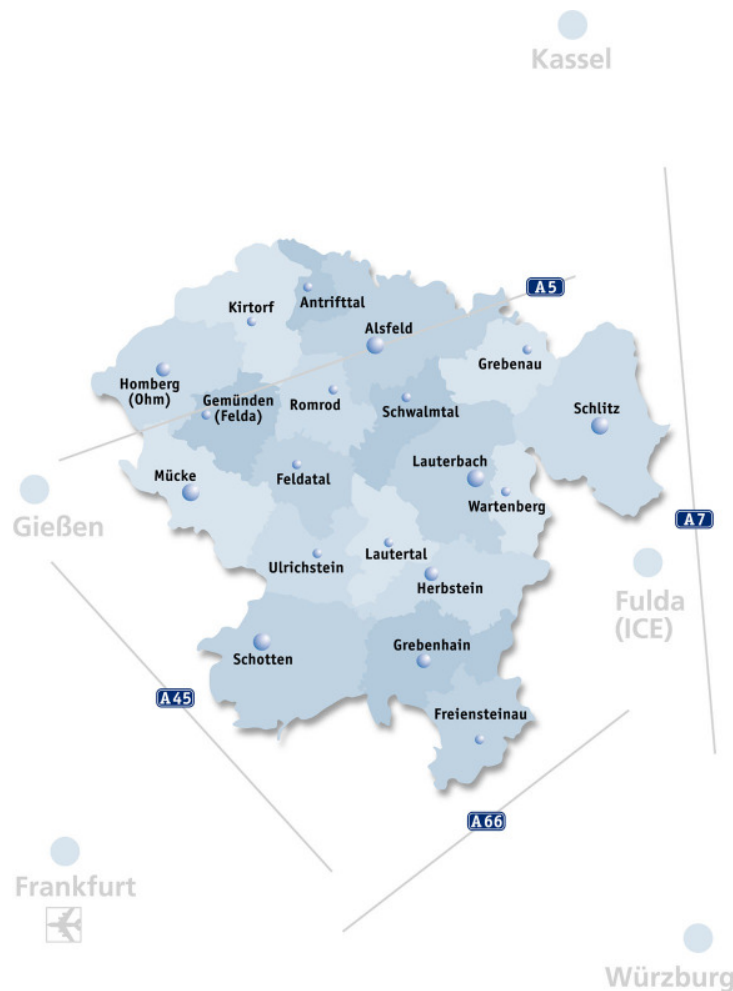 Kassel
A5
Antrifttal
Kirtorf
Alsfeld
Grebenau
Homberg
(Ohm)
Gemünden
(Felda)
Romrod
Schwalmtal
Schlitz
Lauterbach
Mücke
Feldatal
Wartenberg
Gießen
A7
Lautertal
Ulrichstein
Herbstein
Fulda
(ICE)
Grebenhain
Schotten
A45
Freiensteinau
A66
Frankfurt
Würzburg